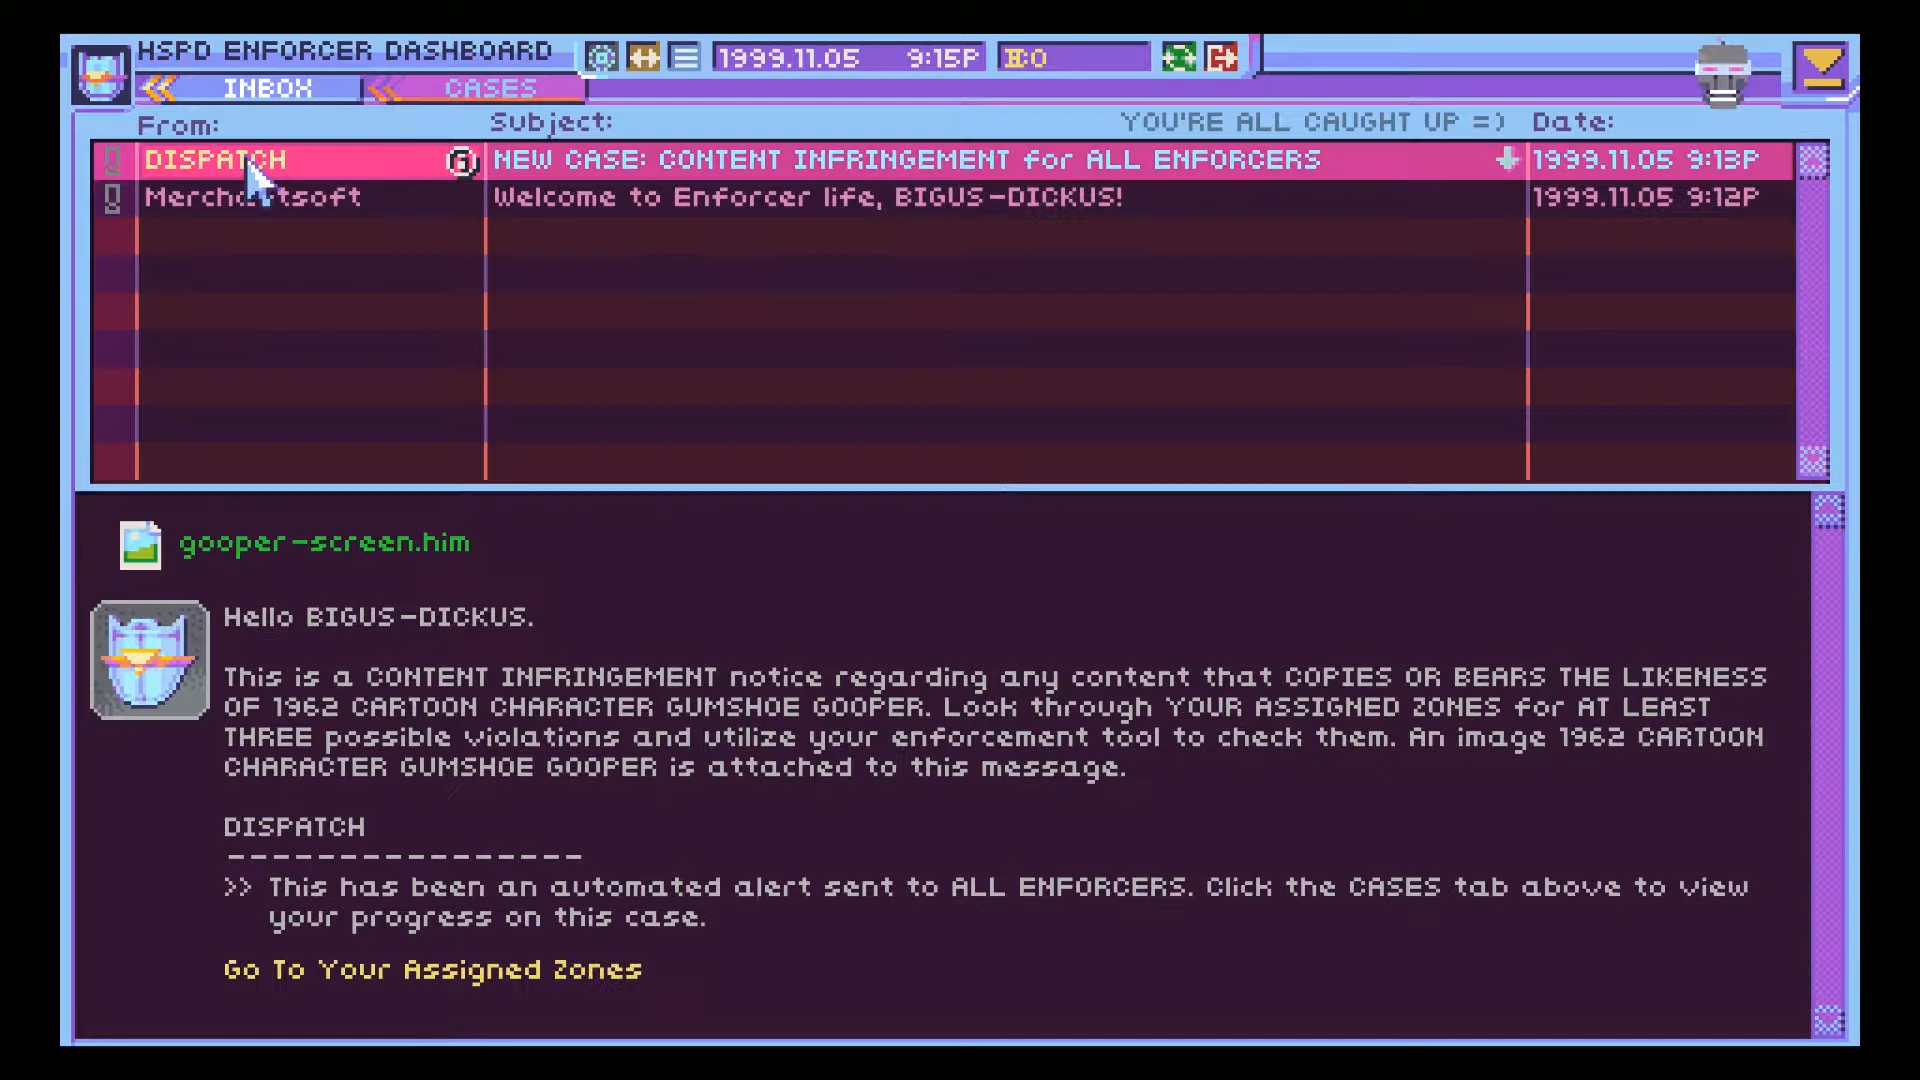 HSPD ENFORCER DASHBOARD
1999.11.05 9:15P
0
INBOX
CASES
From:
Subject:
YOU'RE ALL CAUGHT UP =)
Date:
DISPATCH
NEW CASE: CONTENT INFRINGEMENT for ALL ENFORCERS
1999.11.05 9:13P
Merchantsoft
Welcome to Enforcer life, BIGUS-DICKUS!
1999.11.05 9:12P
gooper-screen.him
Hello BIGUS-DICKUS.
This is a CONTENT INFRINGEMENT notice regarding any content that COPIES OR BEARS THE LIKENESS
OF 1962 CARTOON CHARACTER GUMSHOE GOOPER. Look through YOUR ASSIGNED ZONES for AT LEAST
THREE possible violations and utilize your enforcement tool to check them. An image 1962 CARTOON
CHARACTER GUMSHOE GOOPER is attached to this message.
DISPATCH
----------------
>> This has been an automated alert sent to ALL ENFORCERS. Click the CASES tab above to view
your progress on this case.
Go To Your Assigned Zones